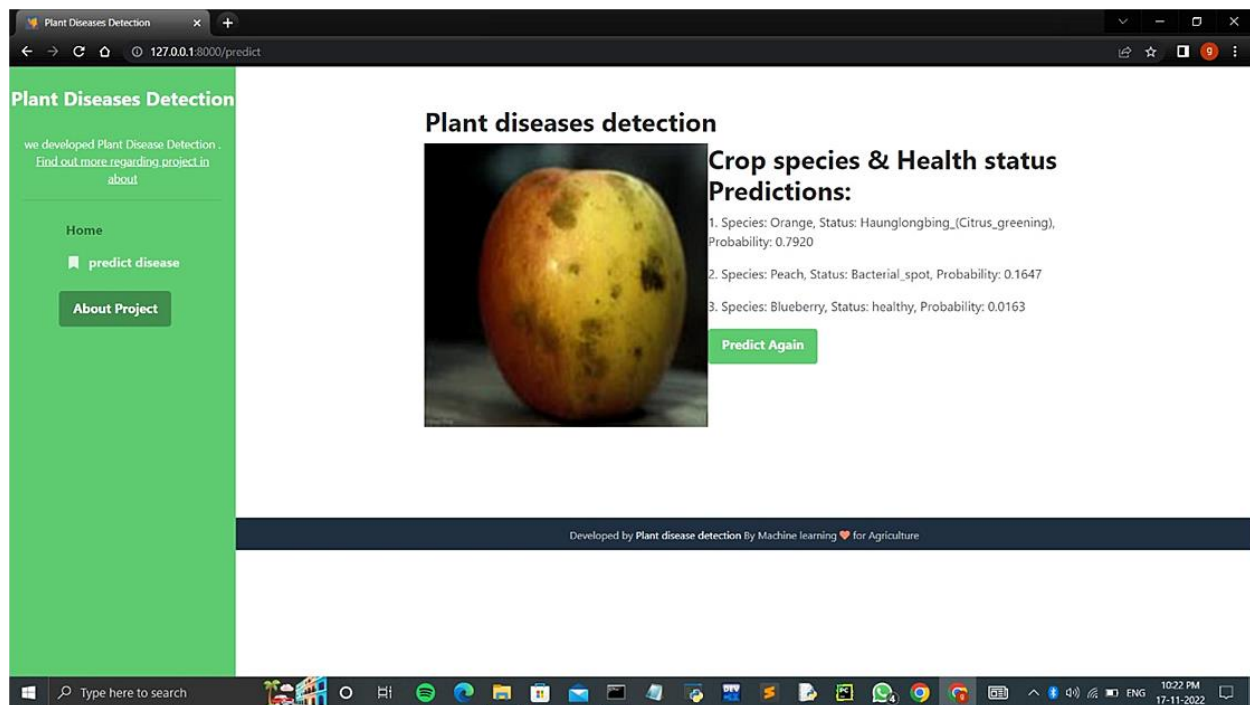 Plant Diseases Detection
127.0.0.1:8000/predict
g
Plant Diseases Detection
we developed Plant Disease Detection .
Find out more regarding project in
about
Home
predict disease
About Project
Plant diseases detection
Crop species & Health status
Predictions:
1. Species: Orange, Status: Haunglongbing_(Citrus_greening),
Probability: 0.7920
2. Species: Peach, Status: Bacterial_spot, Probability: 0.1647
3. Species: Blueberry, Status: healthy, Probability: 0.0163
Predict Again
Developed by Plant disease detection By Machine learning 🧡 for Agriculture
Type here to search
DEV
4
ENG
10:22 PM
17-11-2022